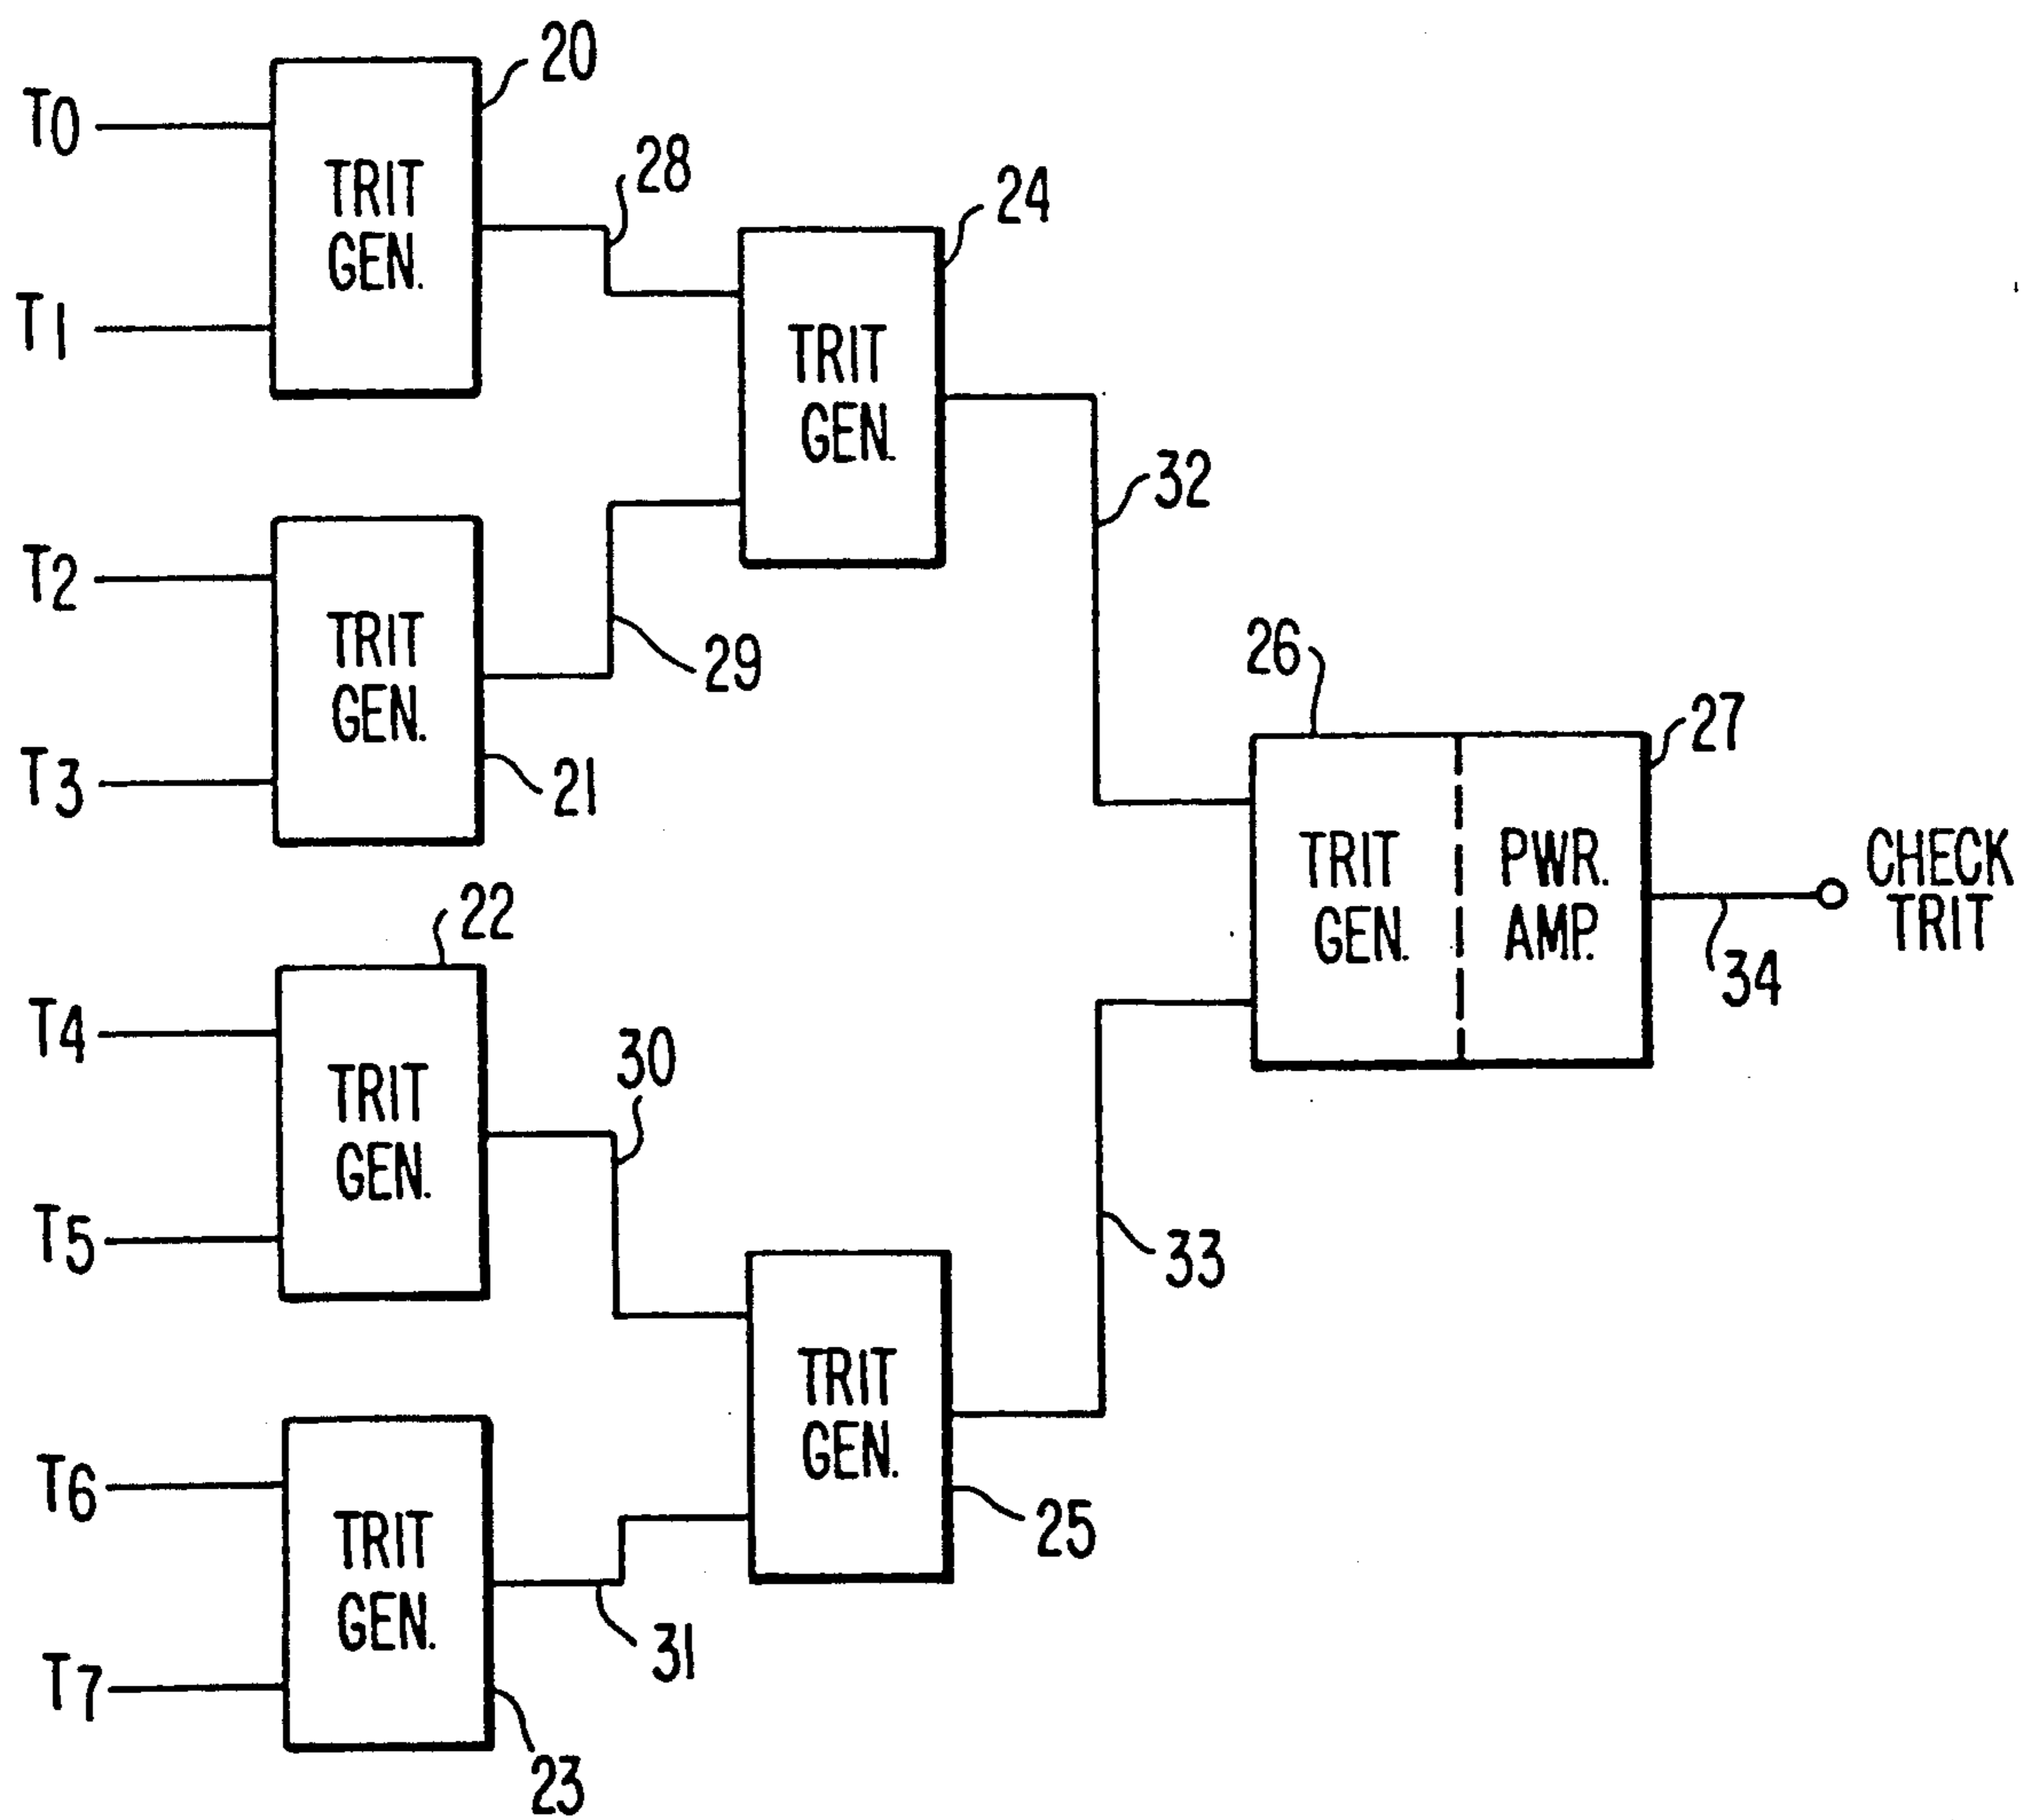 20
T0
TRIT
GEN.
T1
28
24
TRIT
GEN.
T2
TRIT
GEN.
29
T3
21
32
26
27
TRIT
GEN.
PWR.
AMP.
CHECK
TRIT
34
22
T4
TRIT
GEN.
30
T5
33
TRIT
GEN.
25
T6
TRIT
GEN.
31
T7
23